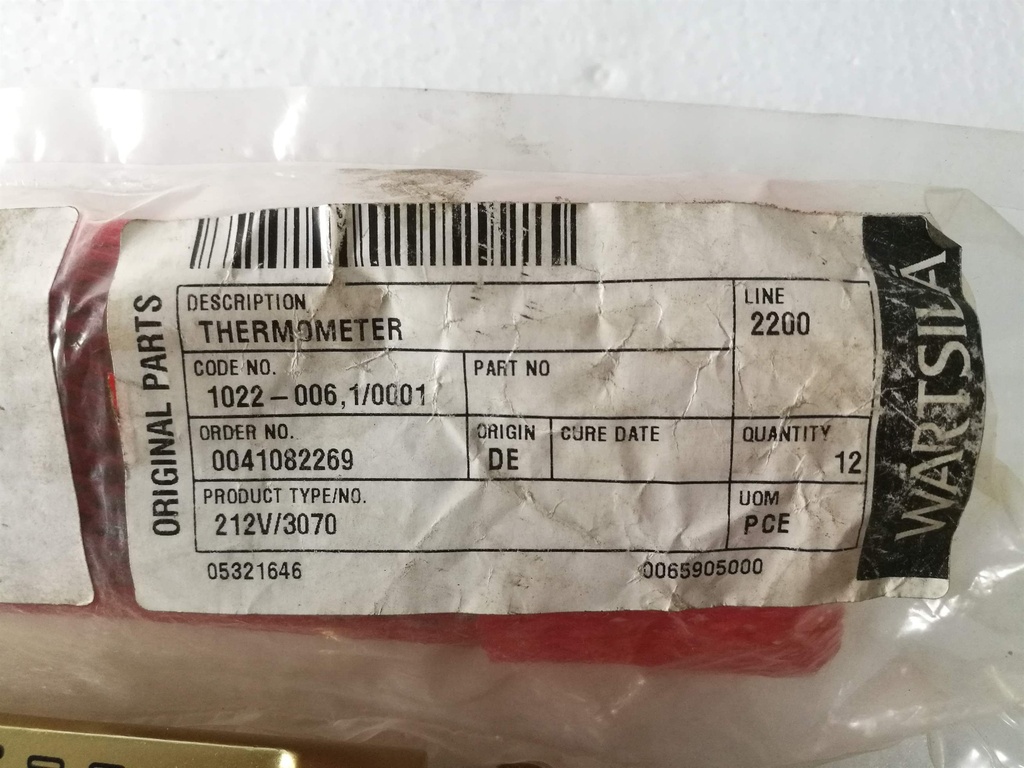 ORIGINAL PARTS
DESCRIPTION
THERMOMETER
LINE
2200
CODE NO.
1022-006,1/0001
PART NO
ORDER NO.
0041082269
ORIGIN
DE
CURE DATE
QUANTITY
12
PRODUCT TYPE/NO.
212V/3070
UOM
PCE
05321646
0065905000
WÄRTSILÄ